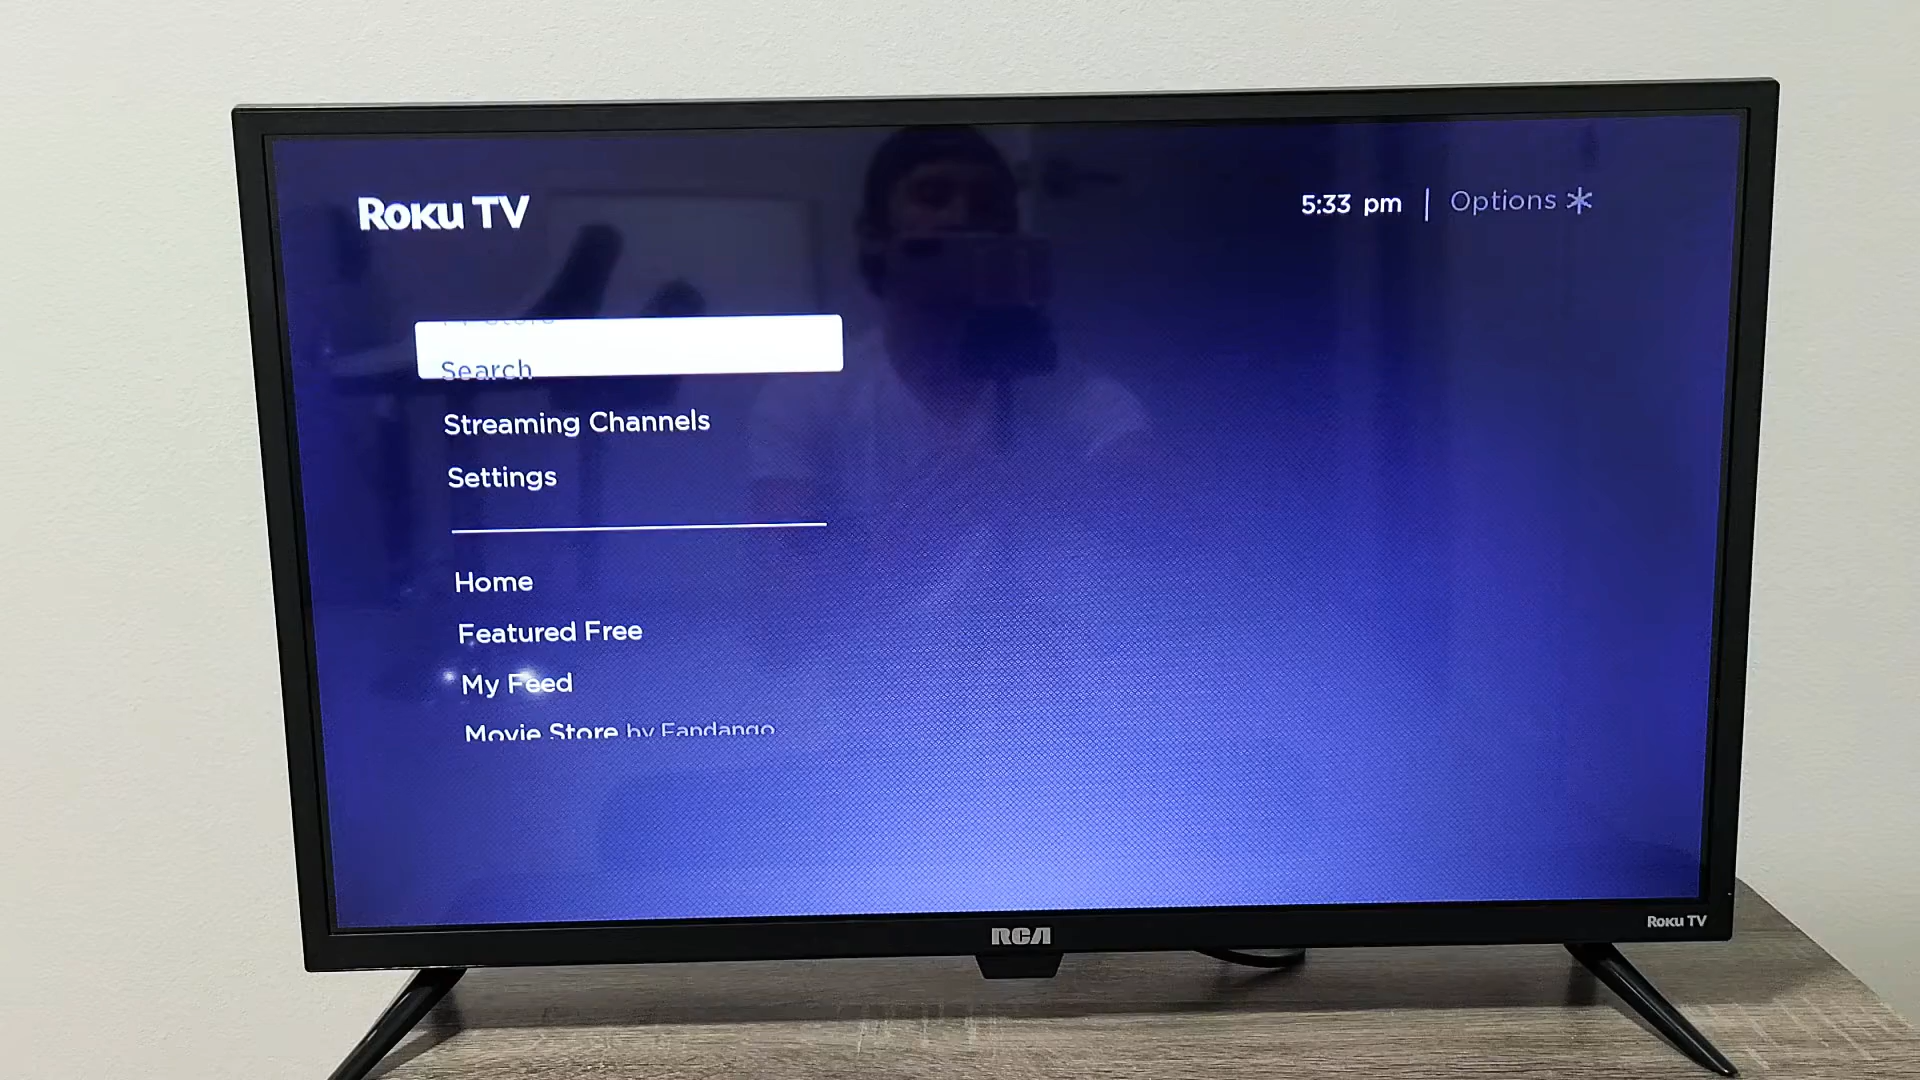 Roku TV
5:33 pm | Options *
Search
Streaming Channels
Settings
Home
Featured Free
My Feed
Movie Store by Fandango
RCA
Roku TV